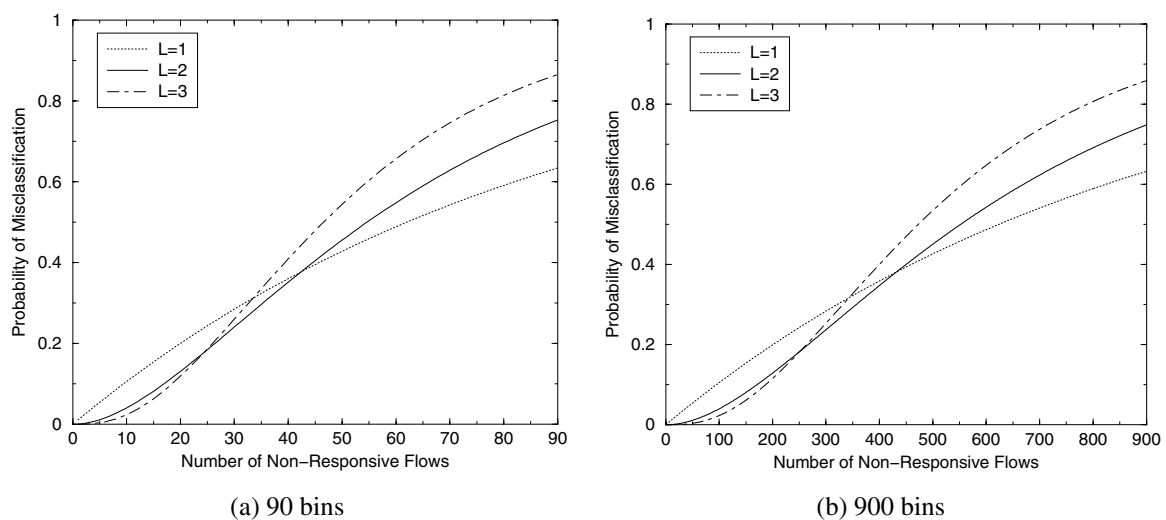 1
0.8
0.6
0.4
0.2
0
Probability of Misclassification
L=1
L=2
L=3
0 10 20 30 40 50 60 70 80 90
Number of Non-Responsive Flows
(a) 90 bins
1
0.8
0.6
0.4
0.2
0
Probability of Misclassification
L=1
L=2
L=3
0 100 200 300 400 500 600 700 800 900
Number of Non-Responsive Flows
(b) 900 bins